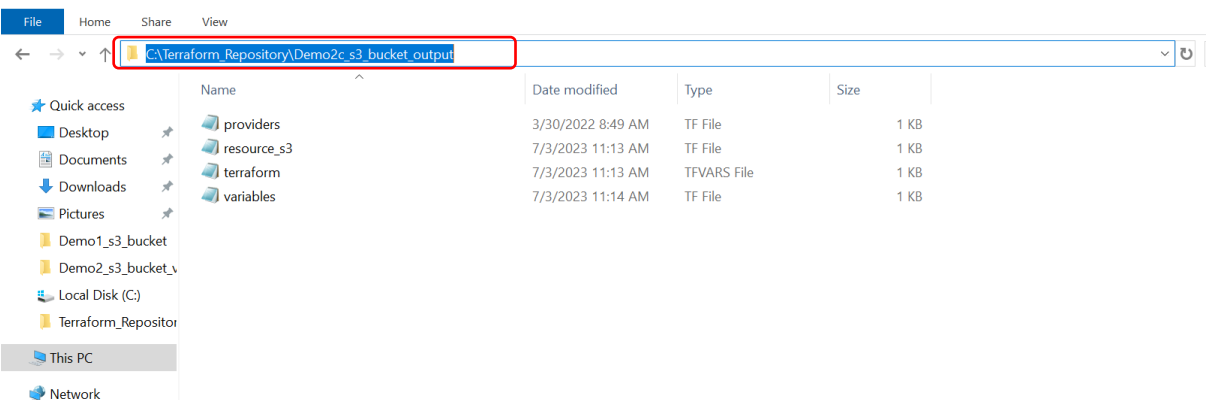 File Home Share View
C:\Terraform_Repository\Demo2c_s3_bucket_output
Name Date modified Type Size
Quick access
Desktop
Documents
Downloads
Pictures
Demo1_s3_bucket
Demo2_s3_bucket_v
Local Disk (C:)
Terraform_Repositor
This PC
Network
providers 3/30/2022 8:49 AM TF File 1 KB
resource_s3 7/3/2023 11:13 AM TF File 1 KB
terraform 7/3/2023 11:13 AM TFVARS File 1 KB
variables 7/3/2023 11:14 AM TF File 1 KB